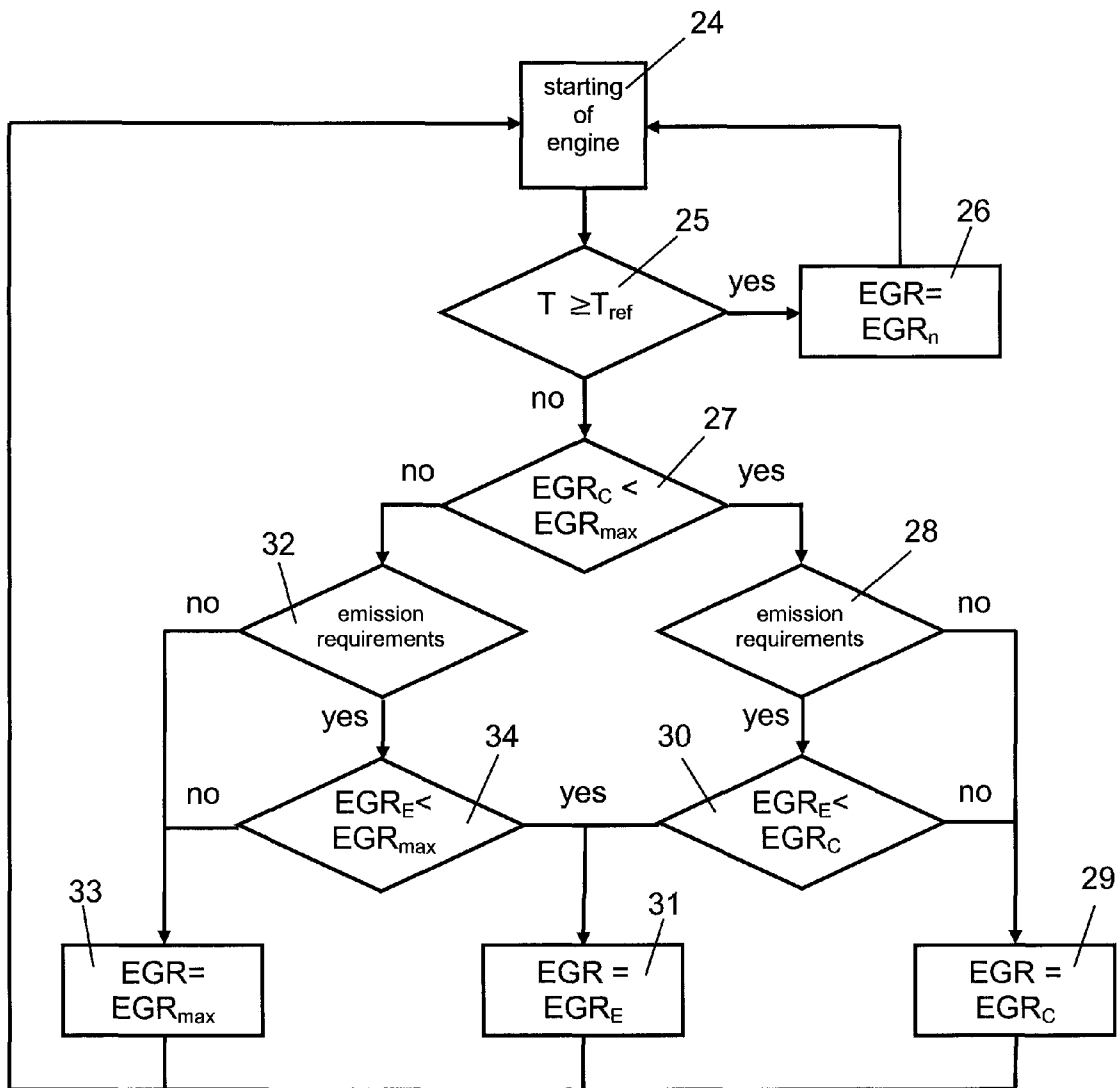 24
starting
of
engine
25
26
T ≥T_ref
yes
EGR=
EGR_n
no
27
no
EGR_C <
EGR_max
yes
32
28
no
emission
requirements
emission
requirements
no
yes
yes
34
30
no
EGR_E<
EGR_max
yes
EGR_E<
EGR_C
no
33
31
29
EGR=
EGR_max
EGR =
EGR_E
EGR =
EGR_C